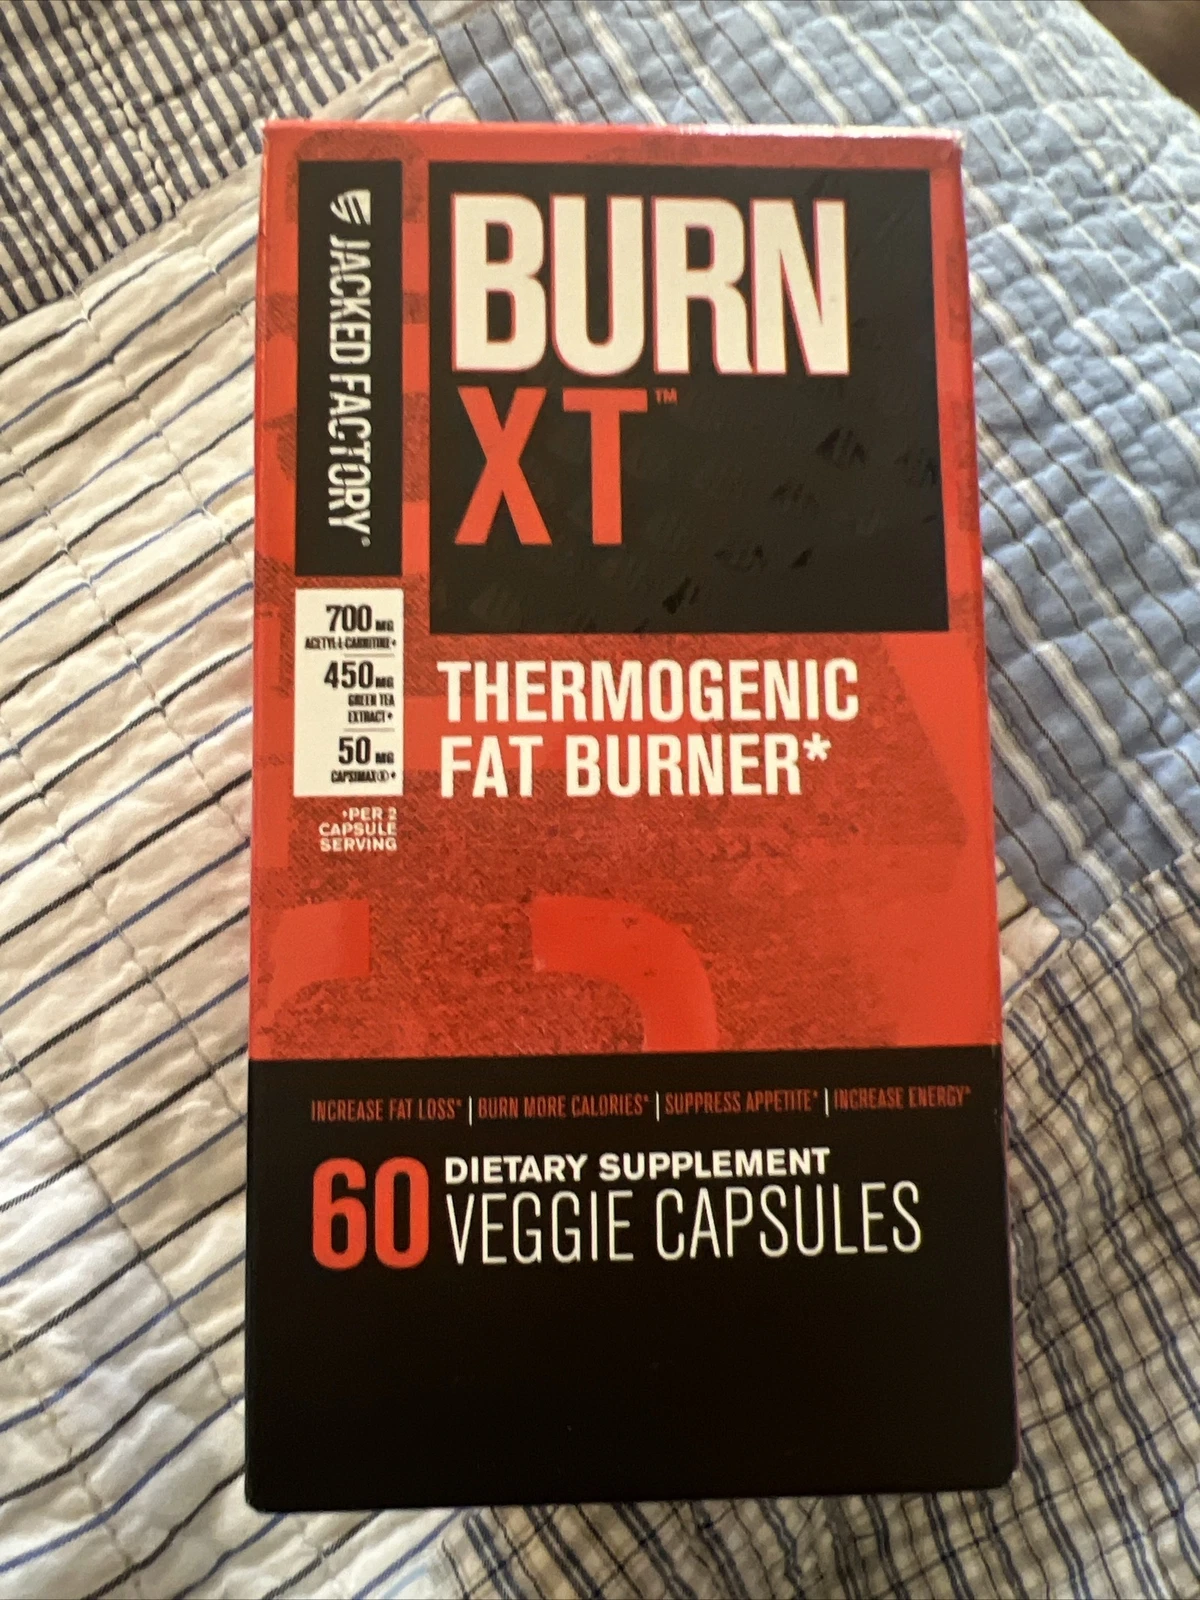 JACKED FACTORY®
BURN
XT™
700 MG
ACETYL-L-CARNITINE+
450 MG
GREEN TEA
EXTRACT+
50 MG
CAPSIMAX®+
+PER 2
CAPSULE
SERVING
THERMOGENIC
FAT BURNER*
INCREASE FAT LOSS* | BURN MORE CALORIES* | SUPPRESS APPETITE* | INCREASE ENERGY*
60 DIETARY SUPPLEMENT
VEGGIE CAPSULES